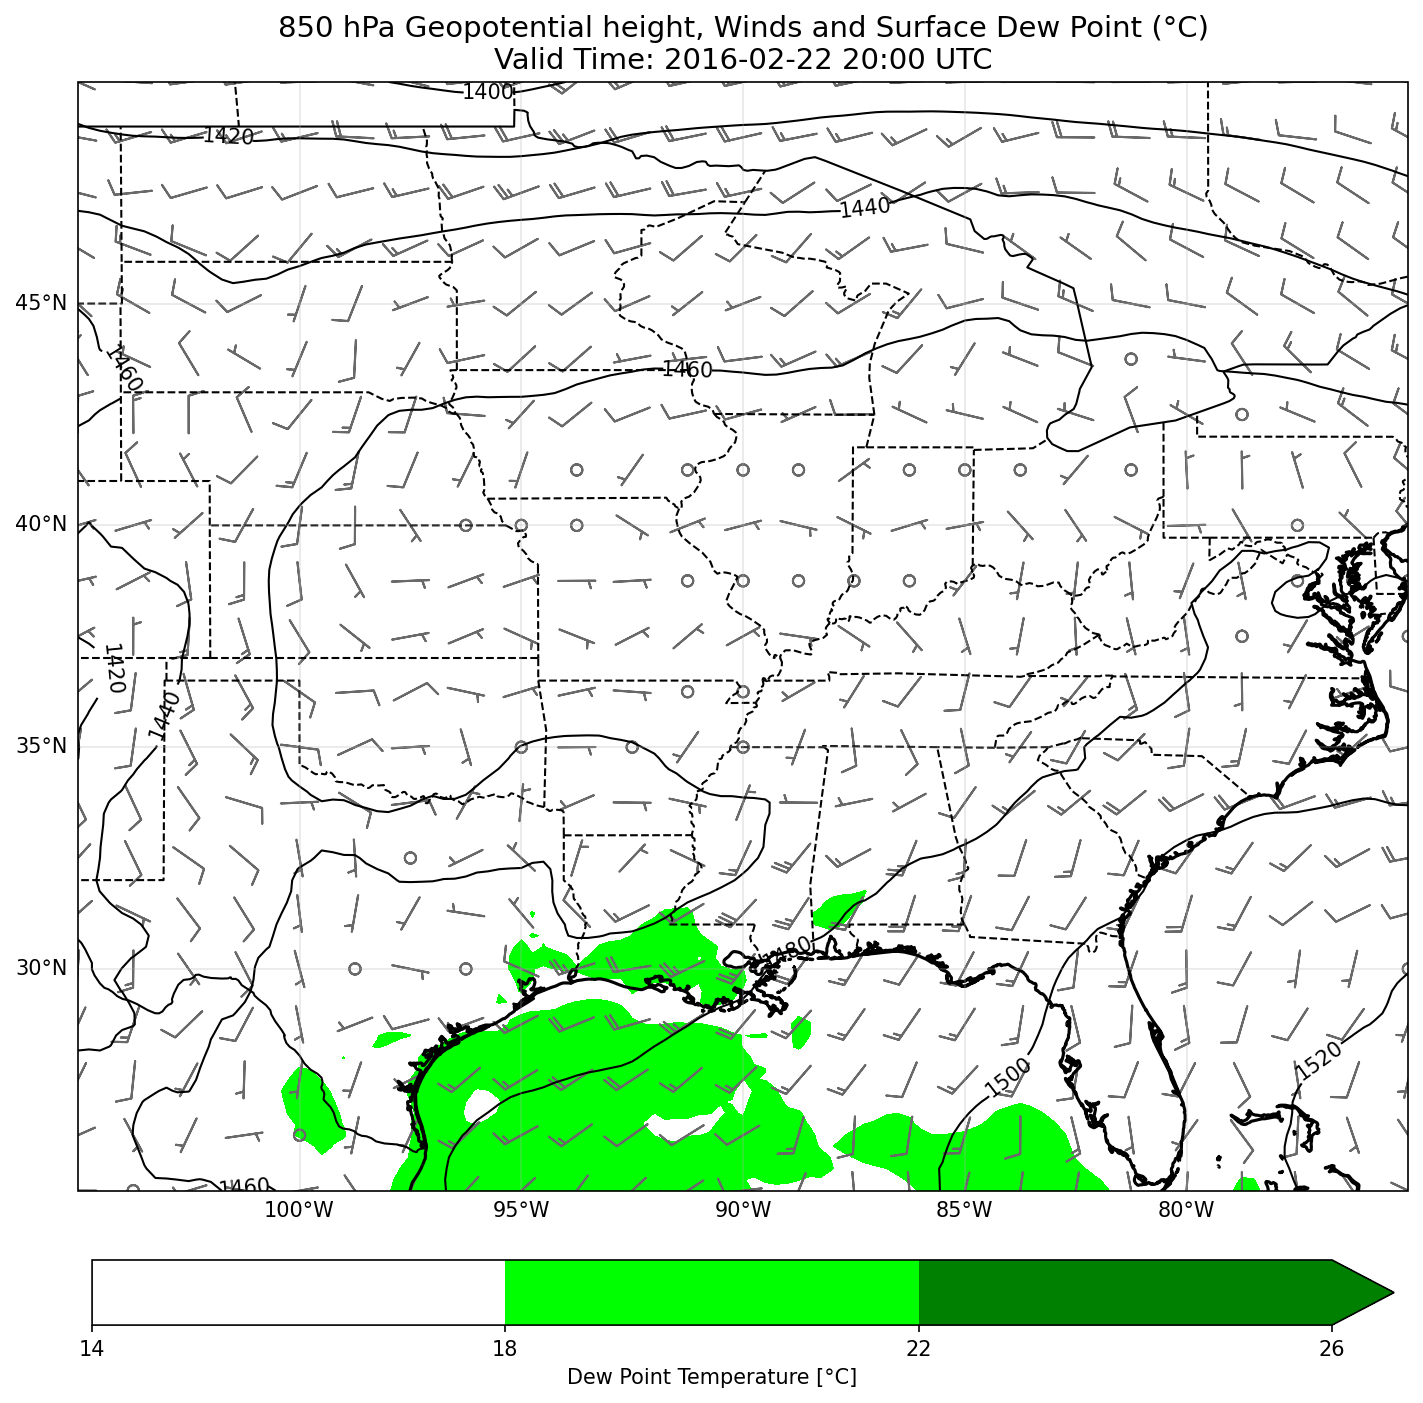 850 hPa Geopotential height, Winds and Surface Dew Point (°C)
Valid Time: 2016-02-22 20:00 UTC
1400
1420
1440
45°N
1460
1460
40°N
1420
1440
35°N
1480
30°N
1500
1520
1460
100°W 95°W 90°W 85°W 80°W
14 18 22 26
Dew Point Temperature [°C]